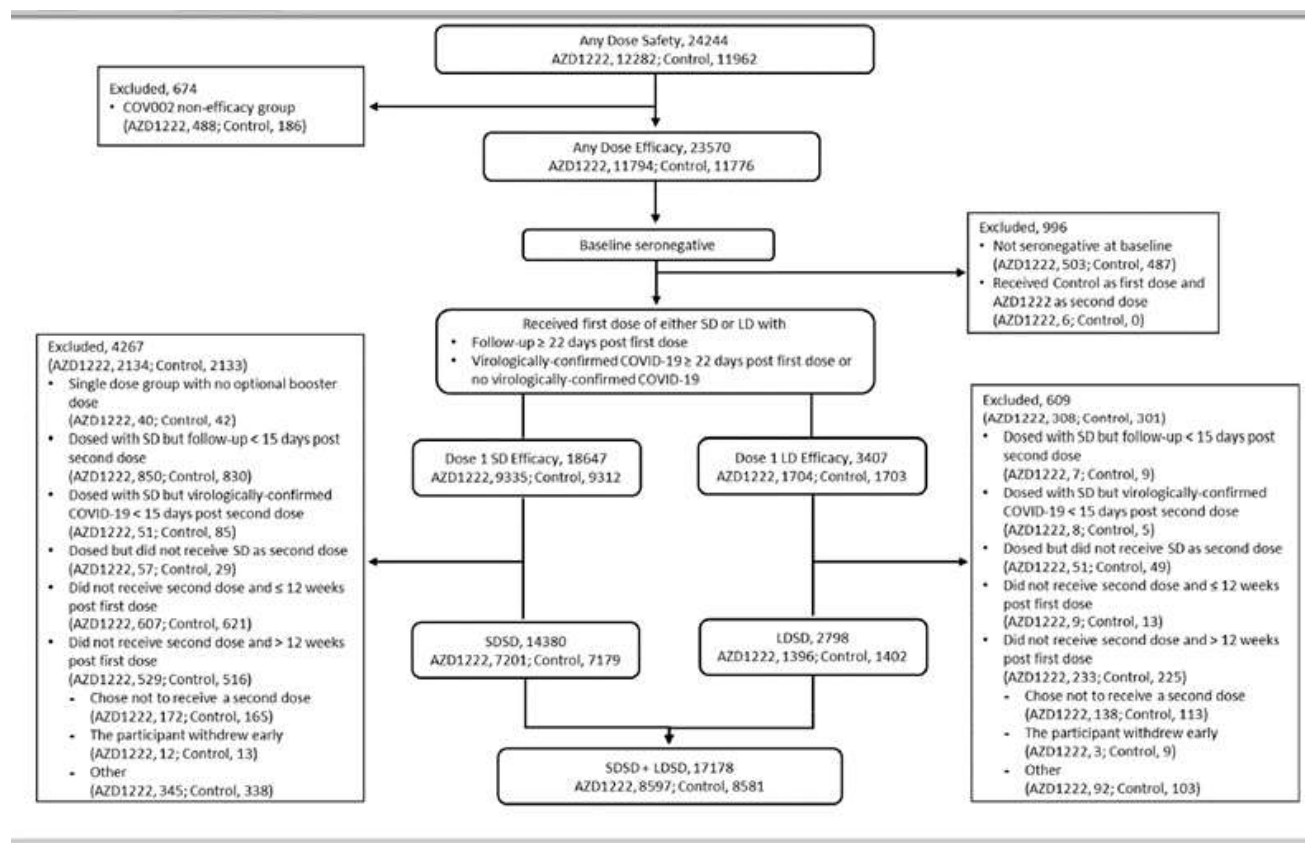 Any Dose Safety, 24244
AZD1222, 12282; Control, 11962
Excluded, 674
• COV002 non-efficacy group
(AZD1222, 488; Control, 186)
Any Dose Efficacy, 23570
AZD1222, 11794; Control, 11776
Baseline seronegative
Excluded, 996
• Not seronegative at baseline
(AZD1222, 503; Control, 487)
• Received Control as first dose and
AZD1222 as second dose
(AZD1222, 6; Control, 0)
Received first dose of either SD or LD with
• Follow-up ≥ 22 days post first dose
• Virologically-confirmed COVID-19 ≥ 22 days post first dose or
no virologically-confirmed COVID-19
Excluded, 4267
(AZD1222, 2134; Control, 2133)
• Single dose group with no optional booster
dose
(AZD1222, 40; Control, 42)
• Dosed with SD but follow-up < 15 days post
second dose
(AZD1222, 850; Control, 830)
• Dosed with SD but virologically-confirmed
COVID-19 < 15 days post second dose
(AZD1222, 51; Control, 85)
• Dosed but did not receive SD as second dose
(AZD1222, 57; Control, 29)
• Did not receive second dose and ≤ 12 weeks
post first dose
(AZD1222, 607; Control, 621)
• Did not receive second dose and > 12 weeks
post first dose
(AZD1222, 529; Control, 516)
- Chose not to receive a second dose
(AZD1222, 172; Control, 165)
- The participant withdrew early
(AZD1222, 12; Control, 13)
- Other
(AZD1222, 345; Control, 338)
Dose 1 SD Efficacy, 18647
AZD1222, 9335; Control, 9312
Dose 1 LD Efficacy, 3407
AZD1222, 1704; Control, 1703
Excluded, 609
(AZD1222, 308; Control, 301)
• Dosed with SD but follow-up < 15 days post
second dose
(AZD1222, 7; Control, 9)
• Dosed with SD but virologically-confirmed
COVID-19 < 15 days post second dose
(AZD1222, 8; Control, 5)
• Dosed but did not receive SD as second dose
(AZD1222, 51; Control, 49)
• Did not receive second dose and ≤ 12 weeks
post first dose
(AZD1222, 9; Control, 13)
• Did not receive second dose and > 12 weeks
post first dose
(AZD1222, 233; Control, 225)
- Chose not to receive a second dose
(AZD1222, 138; Control, 113)
- The participant withdrew early
(AZD1222, 3; Control, 9)
- Other
(AZD1222, 92; Control, 103)
SDSD, 14380
AZD1222, 7201; Control, 7179
LDSD, 2798
AZD1222, 1396; Control, 1402
SDSD + LDSD, 17178
AZD1222, 8597; Control, 8581